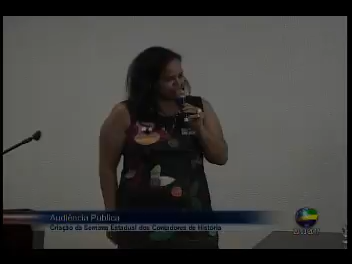 Audiência Pública
Criação da Semana Estadual dos Contadores de História